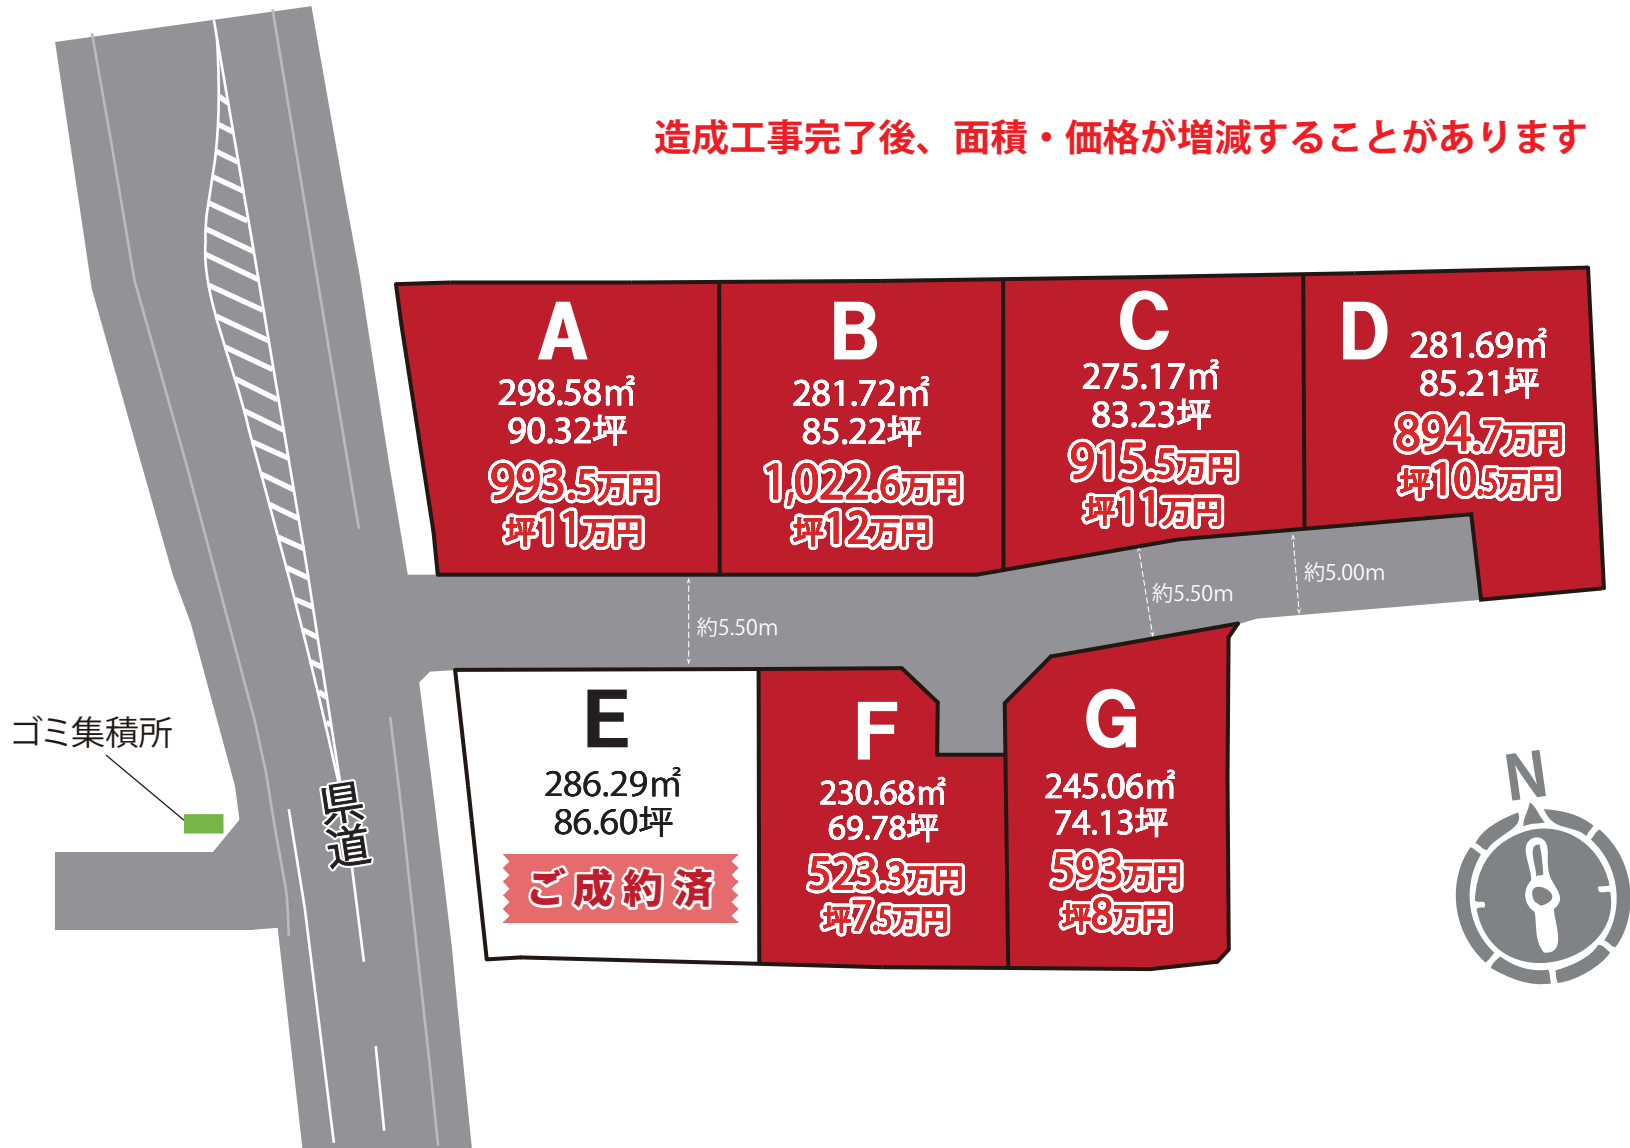 造成工事完了後、面積・価格が増減することがあります
A
298.58㎡
90.32坪
993.5万円
坪11万円
B
281.72㎡
85.22坪
1,022.6万円
坪12万円
C
275.17㎡
83.23坪
915.5万円
坪11万円
D
281.69㎡
85.21坪
894.7万円
坪10.5万円
約5.50m
約5.50m
約5.00m
E
286.29㎡
86.60坪
ご成約済
F
230.68㎡
69.78坪
523.3万円
坪7.5万円
G
245.06㎡
74.13坪
593万円
坪8万円
ゴミ集積所
県道
N